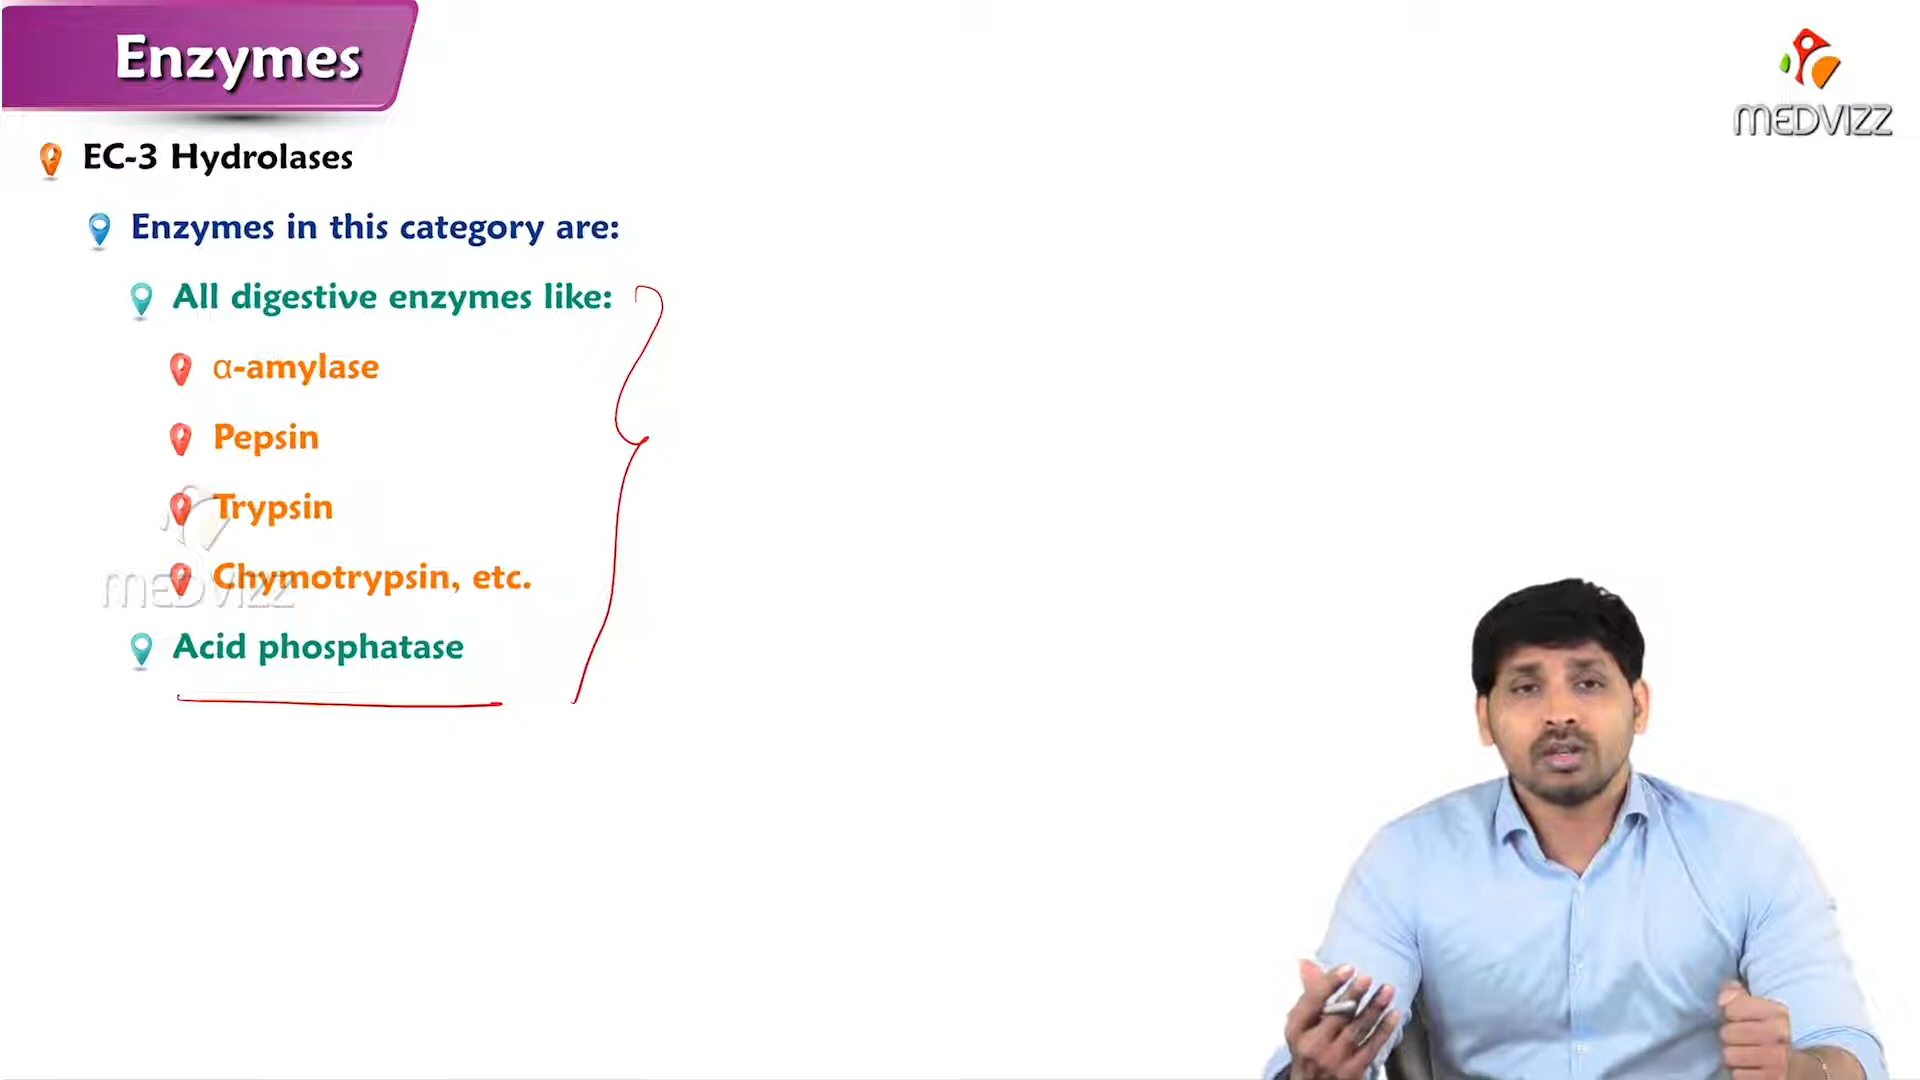 Enzymes
MEDVIZZ
EC-3 Hydrolases
Enzymes in this category are:
All digestive enzymes like:
α-amylase
Pepsin
Trypsin
Chymotrypsin, etc.
MEDVIZZ
Acid phosphatase